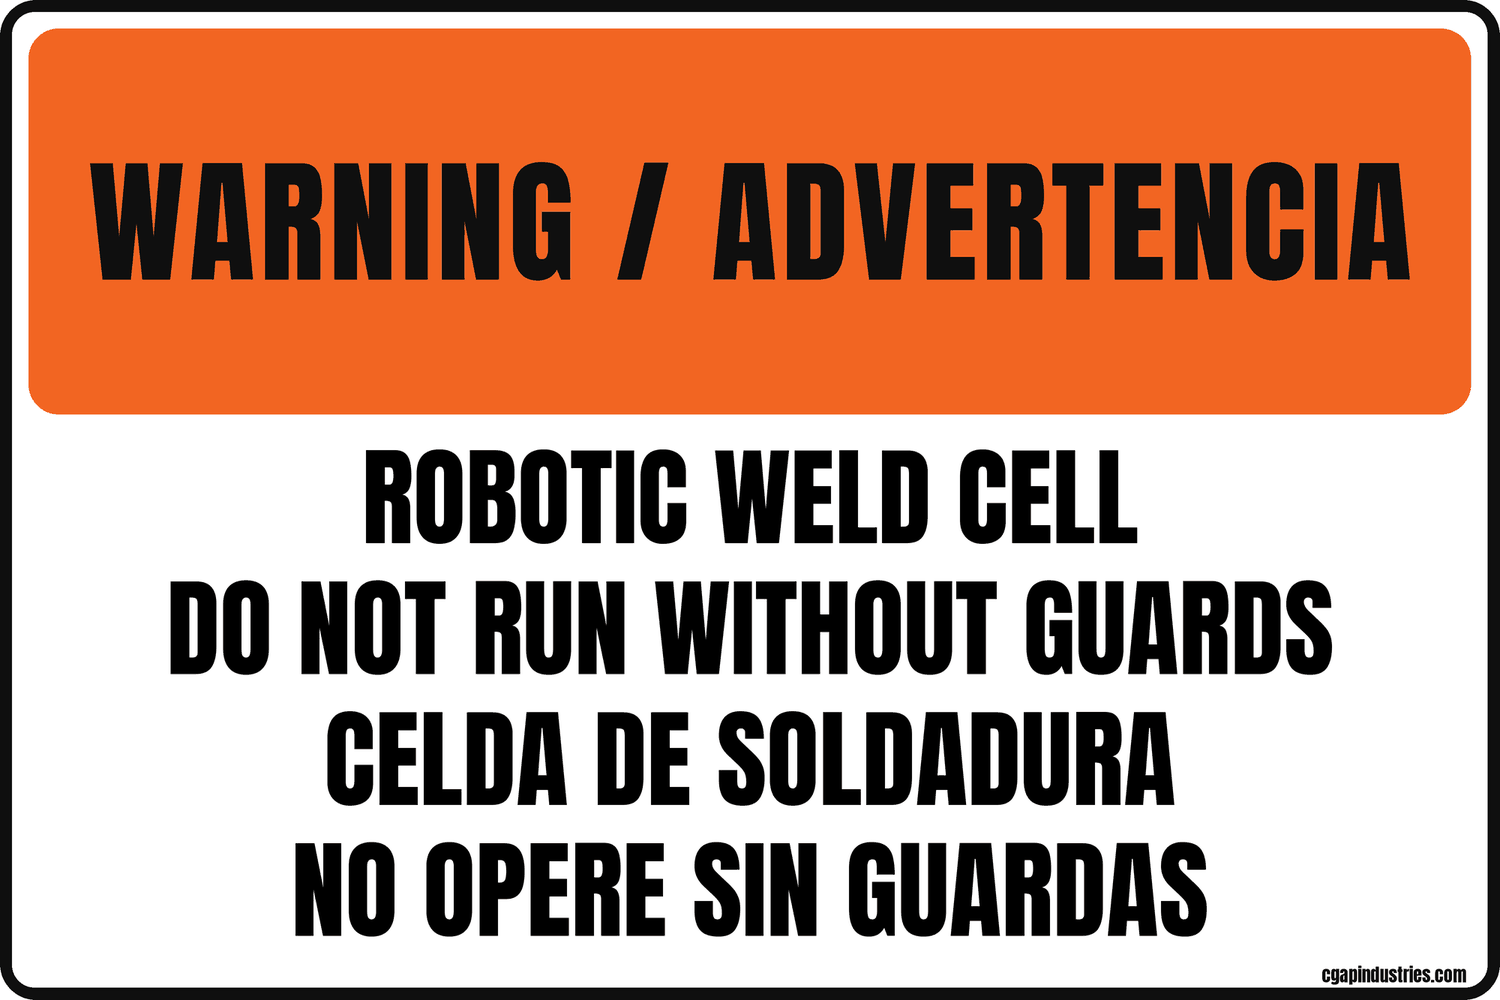 WARNING / ADVERTENCIA
ROBOTIC WELD CELL
DO NOT RUN WITHOUT GUARDS
CELDA DE SOLDADURA
NO OPERE SIN GUARDAS
cgapindustries.com